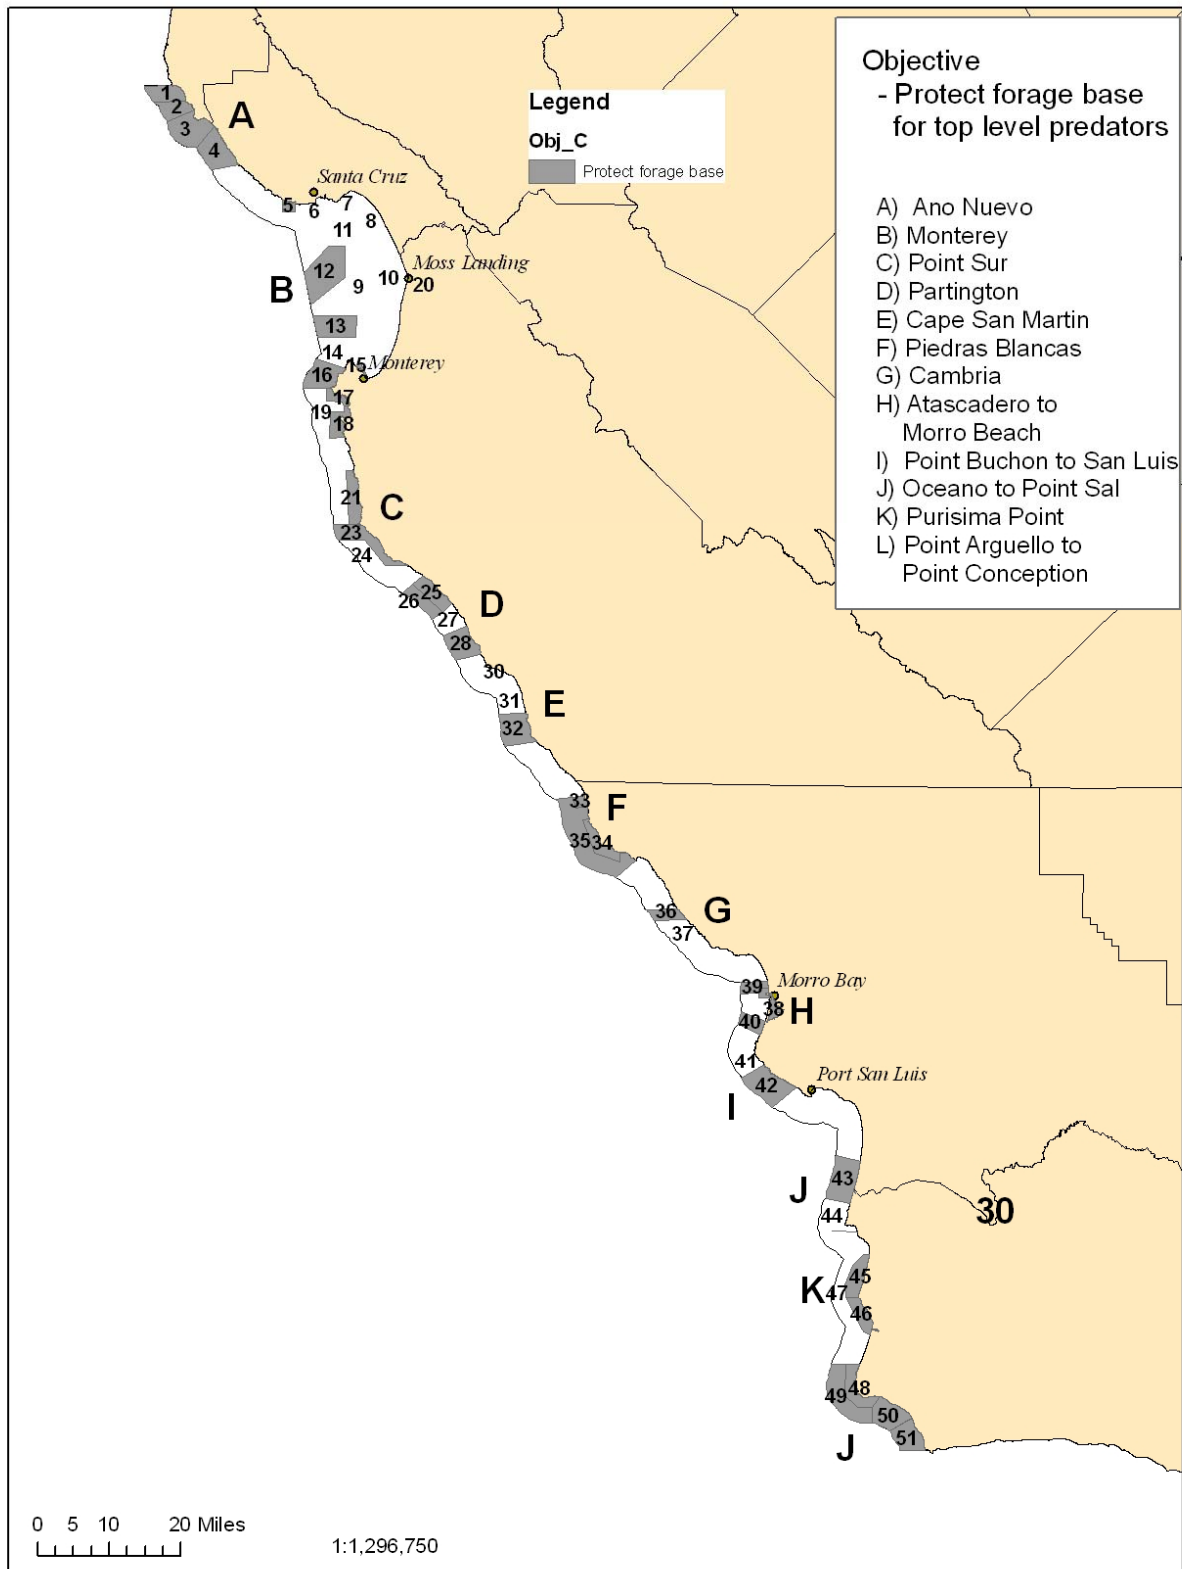 Objective
- Protect forage base
for top level predators
A) Ano Nuevo
B) Monterey
C) Point Sur
D) Partington
E) Cape San Martin
F) Piedras Blancas
G) Cambria
H) Atascadero to
Morro Beach
I) Point Buchon to San Luis
J) Oceano to Point Sal
K) Purisima Point
L) Point Arguello to
Point Conception
Legend
Obj_C
Protect forage base
1
2
3
A
4
Santa Cruz
5
6
7
8
11
12
B
9
10
Moss Landing
20
13
14
15
Monterey
16
17
19
18
21
C
23
24
25
26
D
27
28
30
31
E
32
33
F
35
34
36
G
37
Morro Bay
39
38
H
40
41
42
Port San Luis
I
43
J
44
30
45
K
47
46
48
49
50
51
J
0 5 10 20 Miles
1:1,296,750